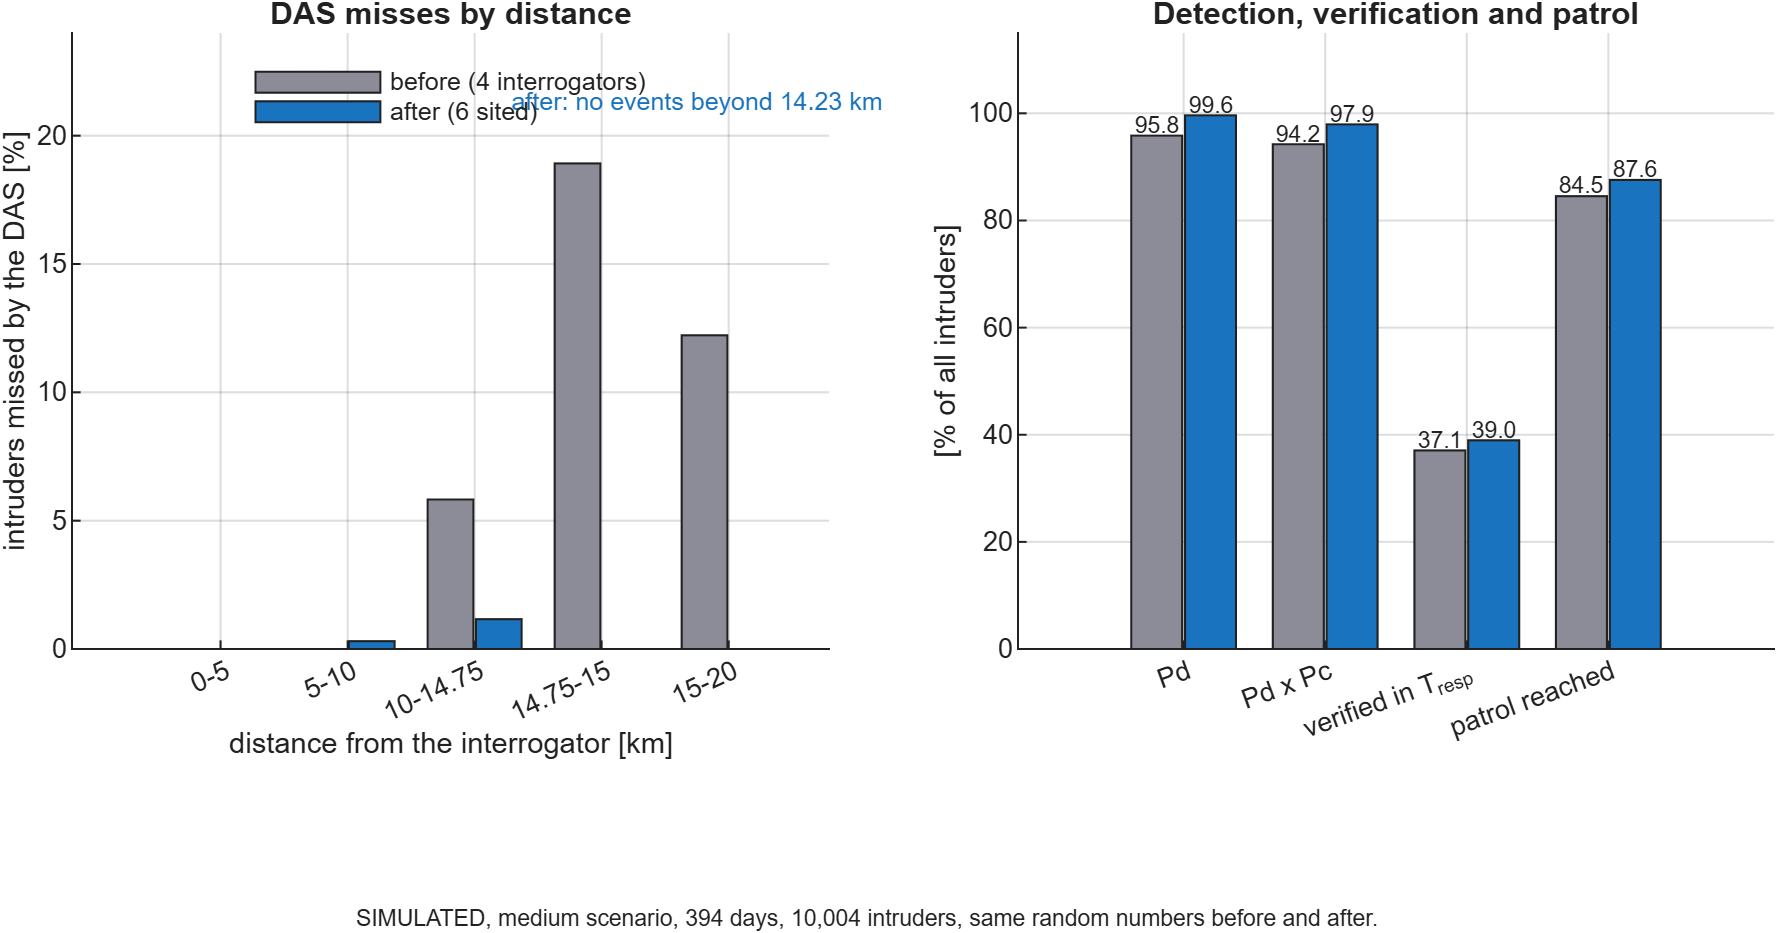 DAS misses by distance
before (4 interrogators)
after (6 sited)
after: no events beyond 14.23 km
intruders missed by the DAS [%]
20
15
10
5
0
0-5
5-10
10-14.75
14.75-15
15-20
distance from the interrogator [km]
Detection, verification and patrol
[% of all intruders]
100
80
60
40
20
0
95.8
99.6
94.2
97.9
37.1
39.0
84.5
87.6
Pd
Pd x Pc
verified in Tresp
patrol reached
SIMULATED, medium scenario, 394 days, 10,004 intruders, same random numbers before and after.